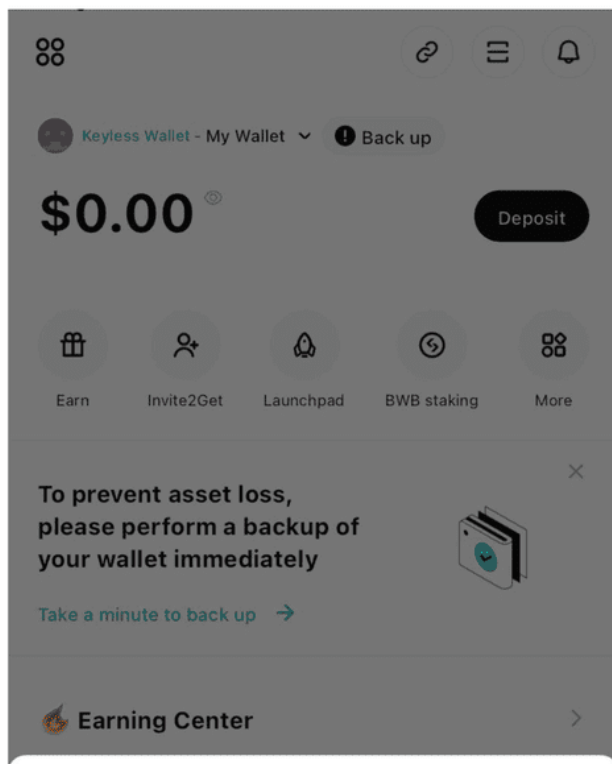 Keyless Wallet - My Wallet
Back up
$0.00
Deposit
Earn
Invite2Get
Launchpad
BWB staking
More
To prevent asset loss,
please perform a backup of
your wallet immediately
Take a minute to back up
Earning Center